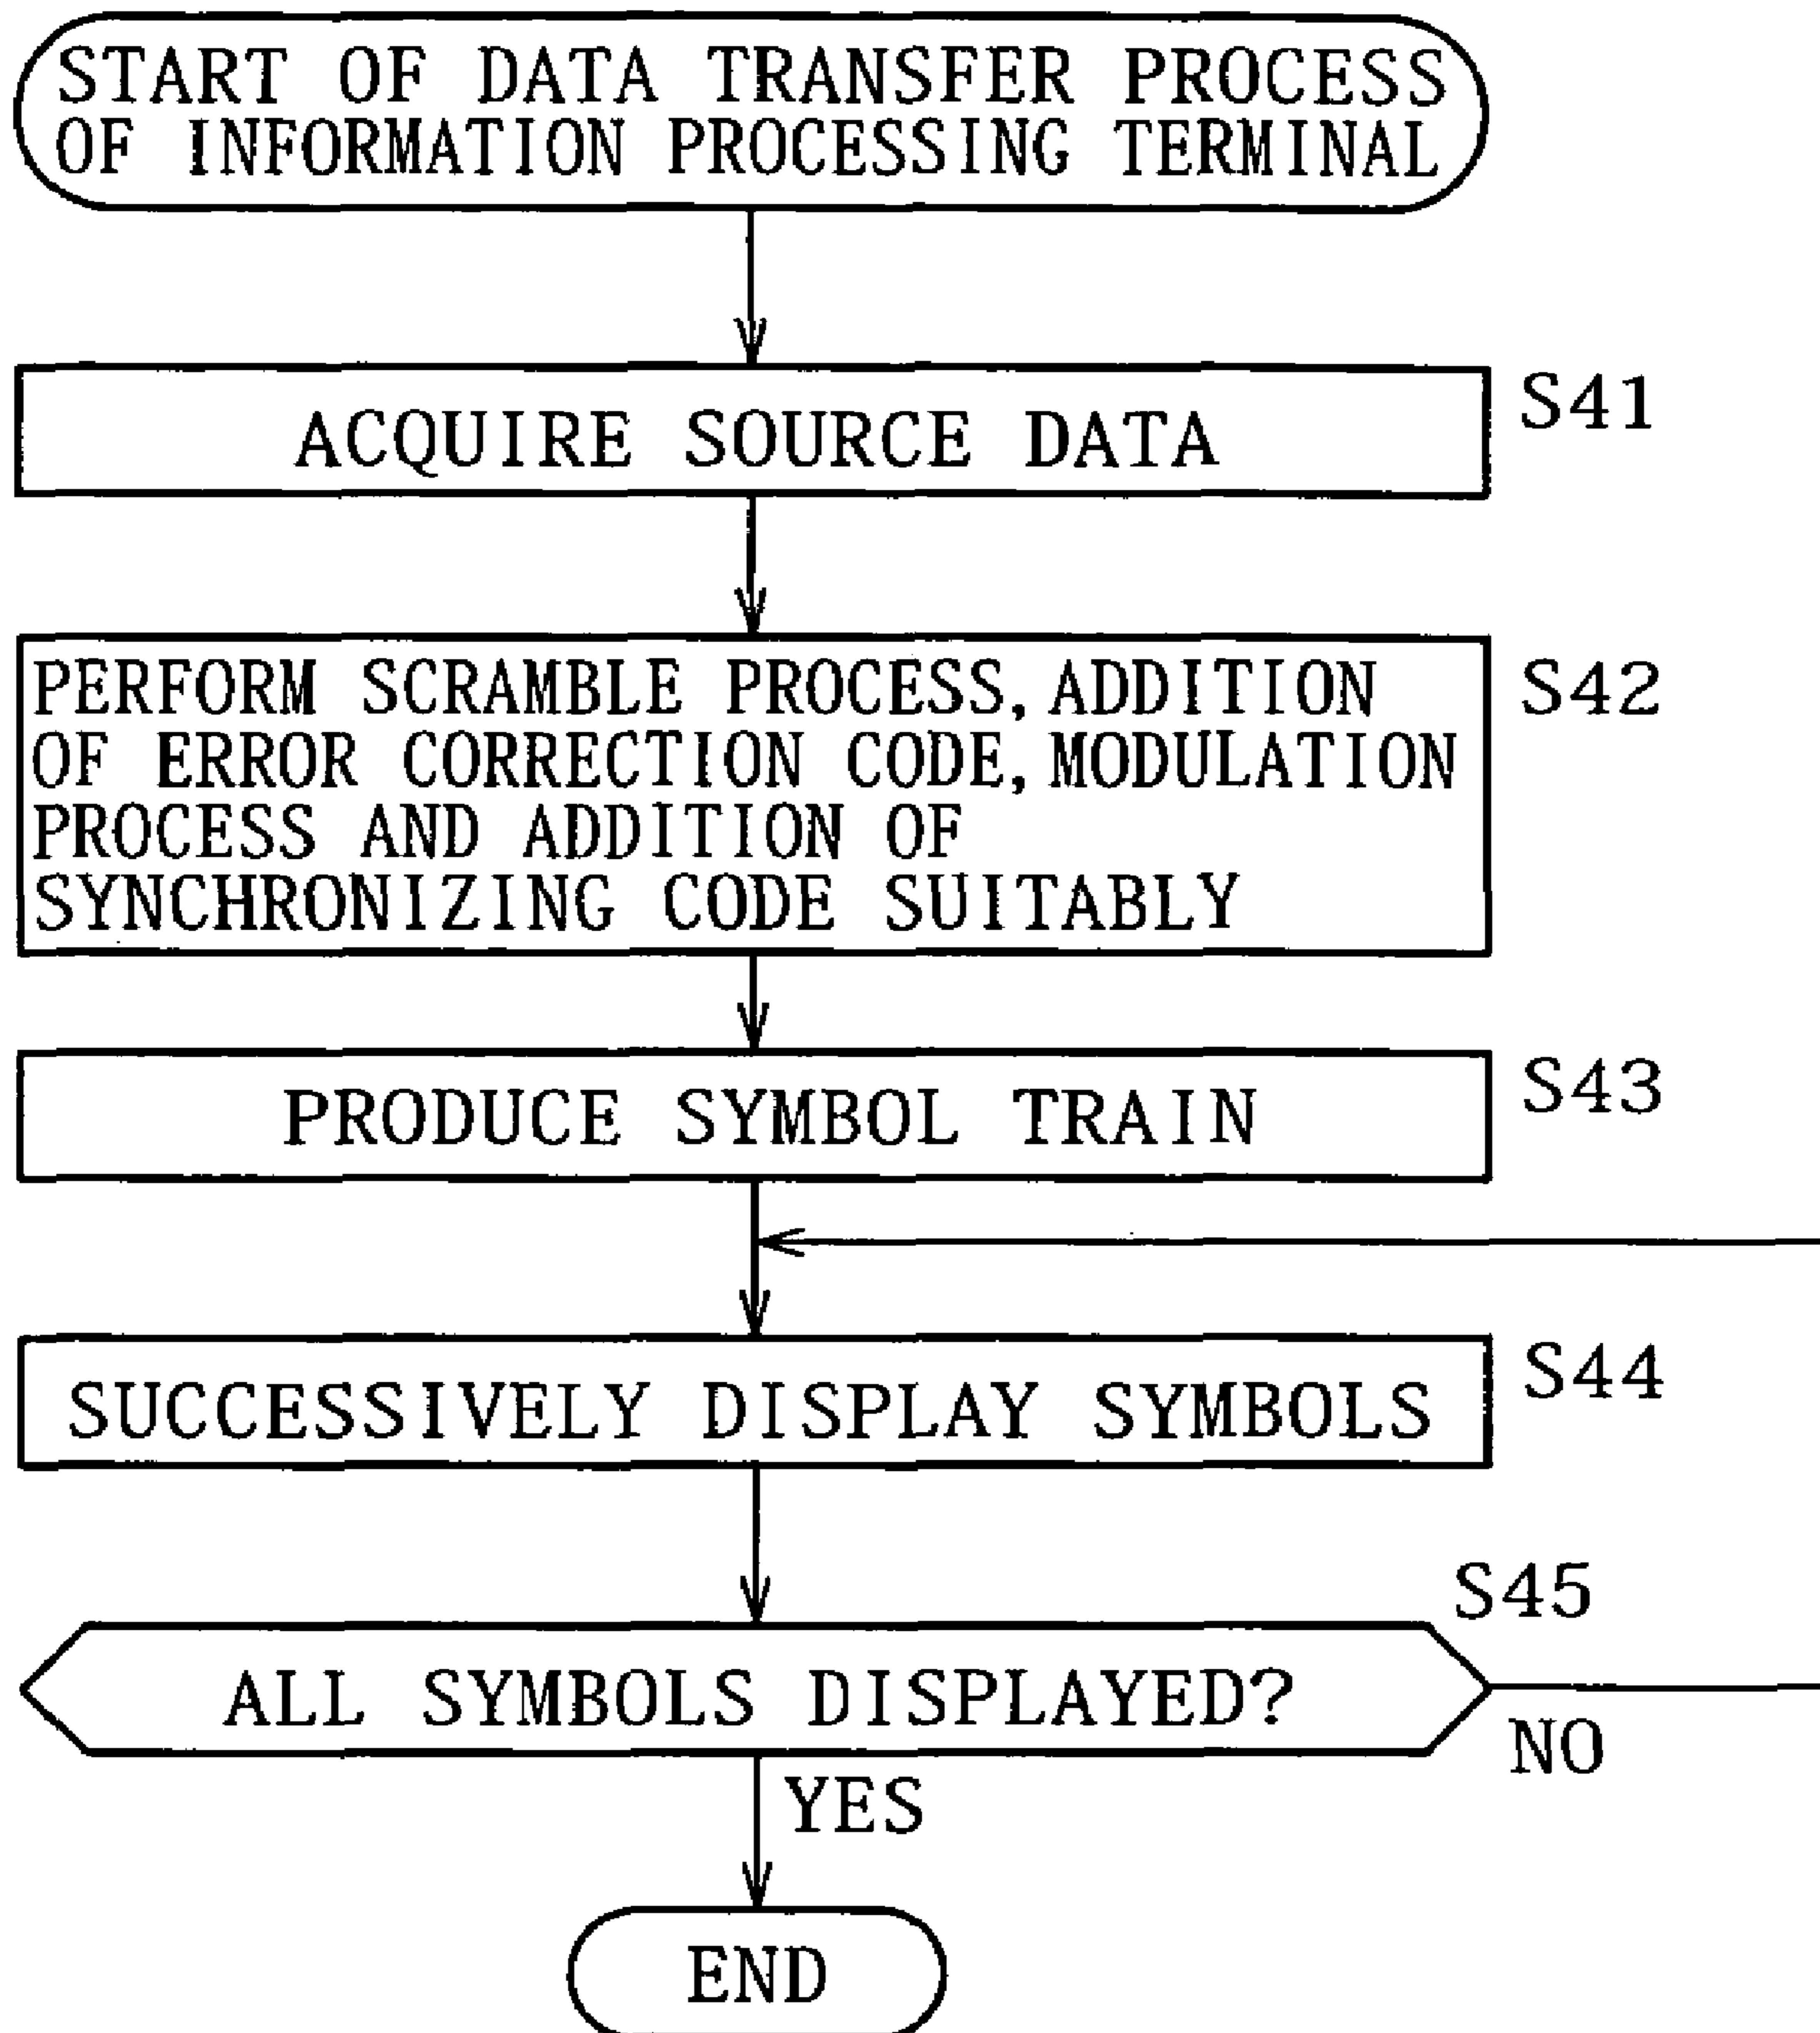 START OF DATA TRANSFER PROCESS
OF INFORMATION PROCESSING TERMINAL
ACQUIRE SOURCE DATA
S41
PERFORM SCRAMBLE PROCESS, ADDITION
OF ERROR CORRECTION CODE, MODULATION
PROCESS AND ADDITION OF
SYNCHRONIZING CODE SUITABLY
S42
PRODUCE SYMBOL TRAIN
S43
SUCCESSIVELY DISPLAY SYMBOLS
S44
S45
ALL SYMBOLS DISPLAYED?
NO
YES
END